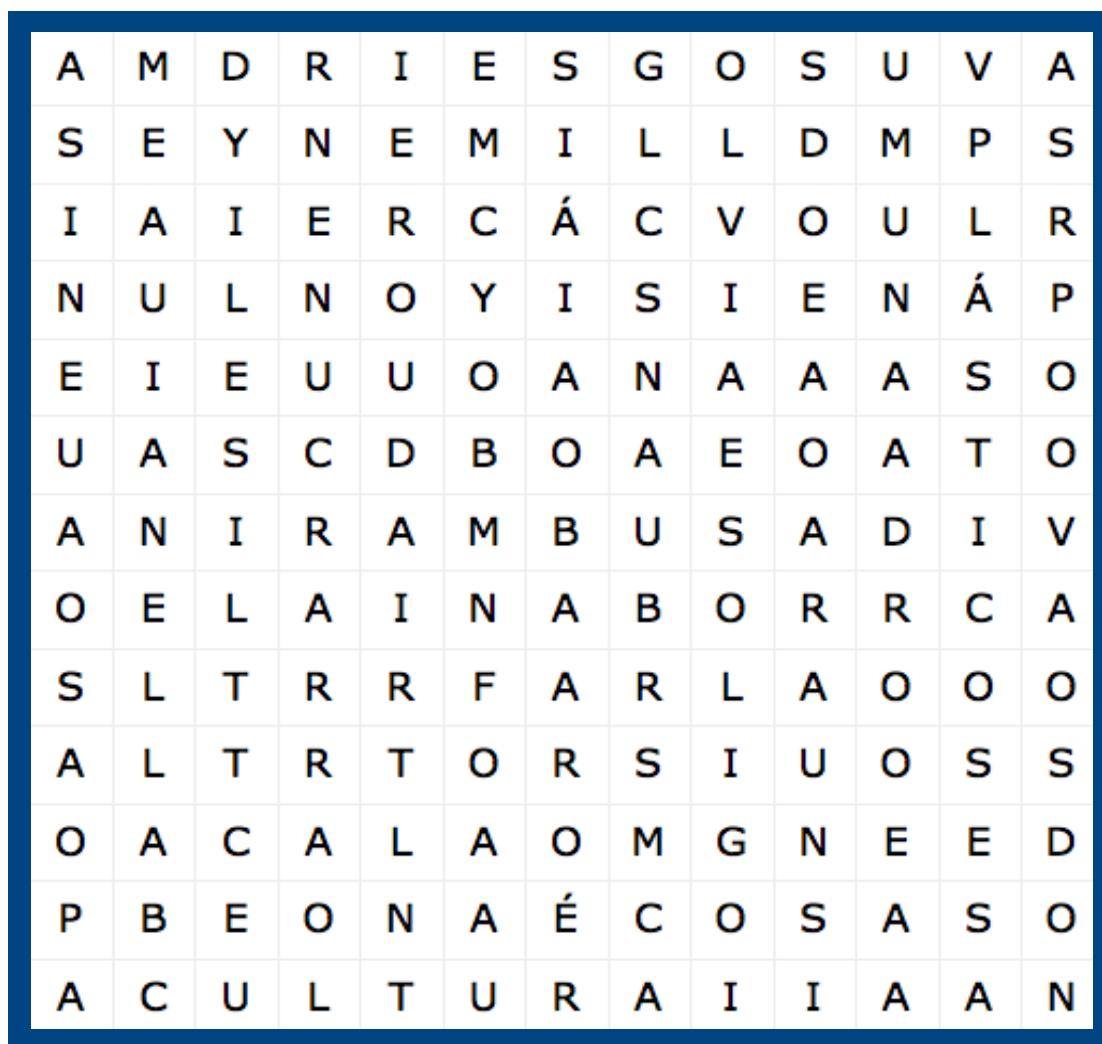 A M D R I E S G O S U V A
S E Y N E M I L L D M P S
I A I E R C Á C V O U L R
N U L N O Y I S I E N Á P
E I E U U O A N A A A S O
U A S C D B O A E O A T O
A N I R A M B U S A D I V
O E L A I N A B O R R C A
S L T R R F A R L A O O O
A L T R T O R S I U O S S
O A C A L A O M G N E E D
P B E O N A É C O S A S O
A C U L T U R A I I A A N